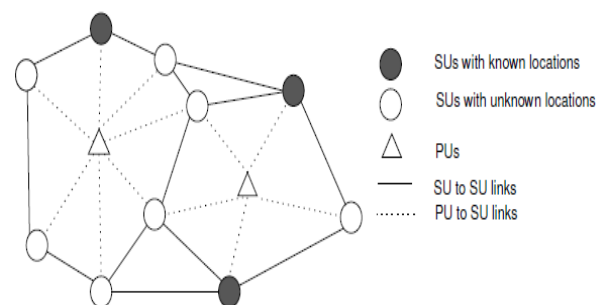 SUs with known locations
SUs with unknown locations
PUs
SU to SU links
PU to SU links